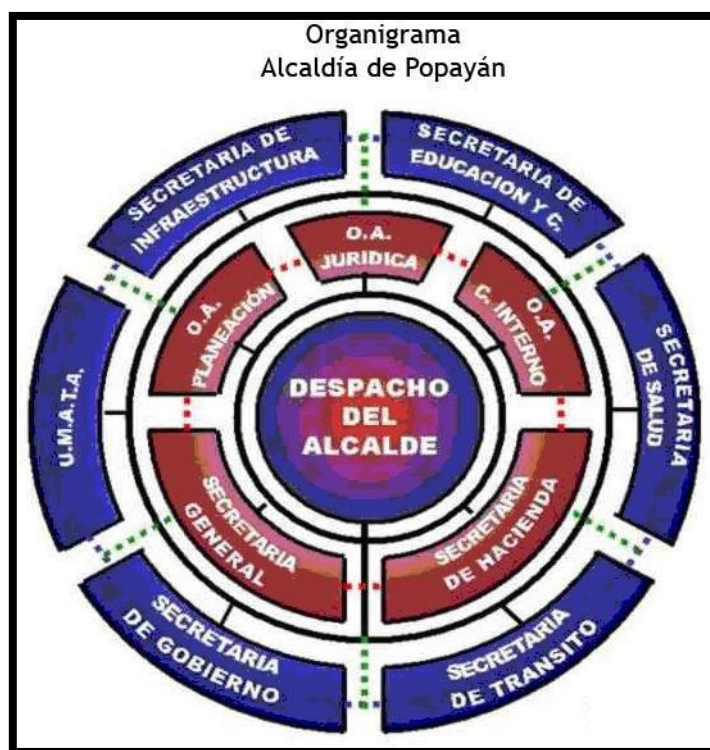 Organigrama
Alcaldía de Popayán
SECRETARIA DE
INFRAESTRUCTURA
SECRETARIA DE
EDUCACION Y C.
O.A.
JURIDICA
O.A.
PLANEACIÓN
O.A.
C. INTERNO
U.M.A.T.A.
DESPACHO
DEL
ALCALDE
SECRETARIA
DE SALUD
SECRETARIA
GENERAL
SECRETARIA
DE HACIENDA
SECRETARIA
DE GOBIERNO
SECRETARIA
DE TRANSITO